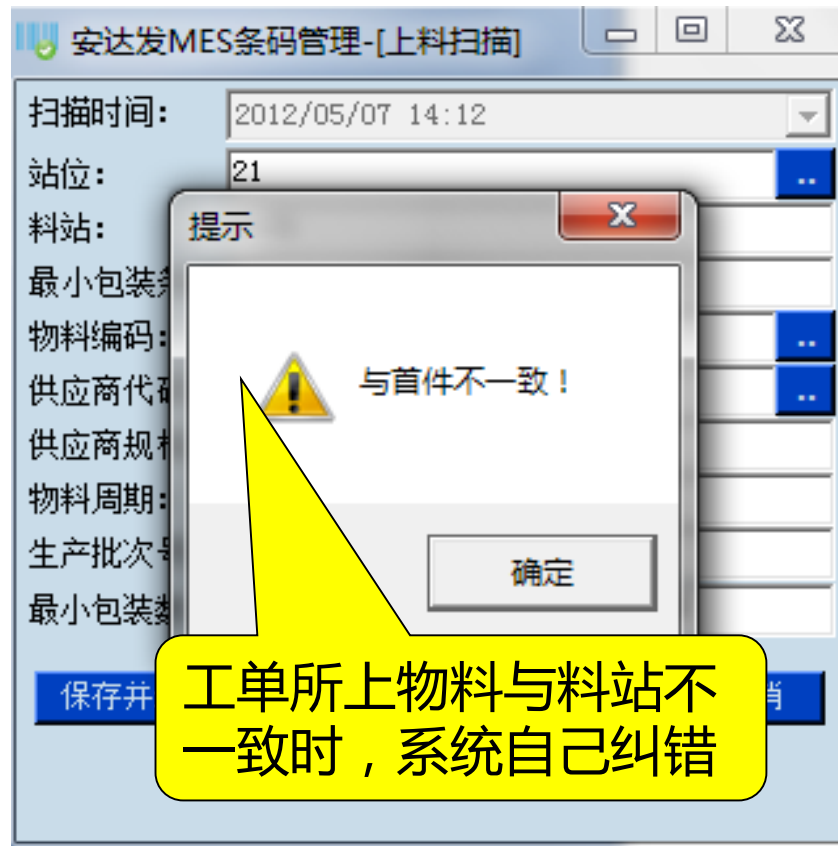 安达发MES条码管理-[上料扫描]
扫描时间：
2012/05/07 14:12
站位：
21
..
料站：
提示
最小包装
物料编码：
..
与首件不一致！
供应商代
..
供应商规
物料周期：
生产批次
确定
最小包装
保存并
工单所上物料与料站不
一致时，系统自己纠错